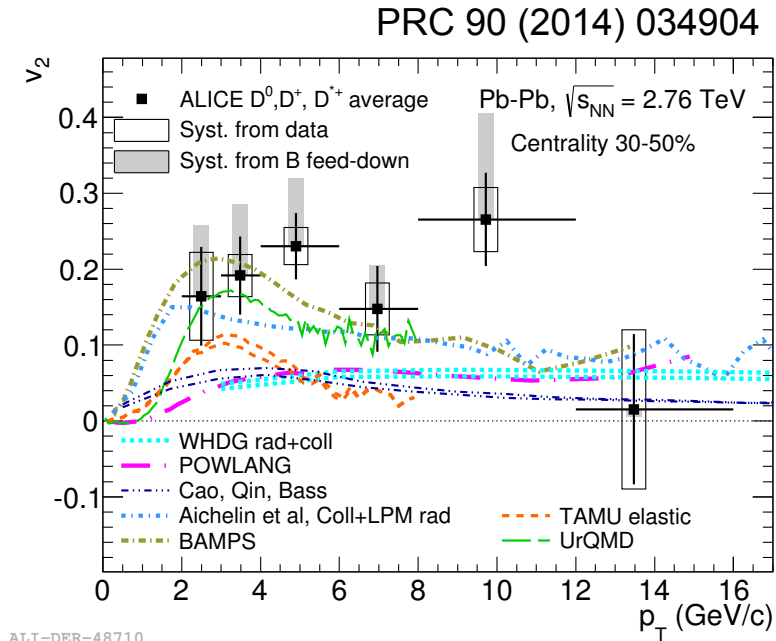 PRC 90 (2014) 034904
v2
ALICE D0,D+, D*+ average
Syst. from data
Syst. from B feed-down
Pb-Pb, √sNN = 2.76 TeV
Centrality 30-50%
0.4
0.3
0.2
0.1
0
-0.1
WHDG rad+coll
POWLANG
Cao, Qin, Bass
Aichelin et al, Coll+LPM rad
BAMPS
TAMU elastic
UrQMD
0 2 4 6 8 10 12 14 16
pT (GeV/c)
ALI-DER-48710